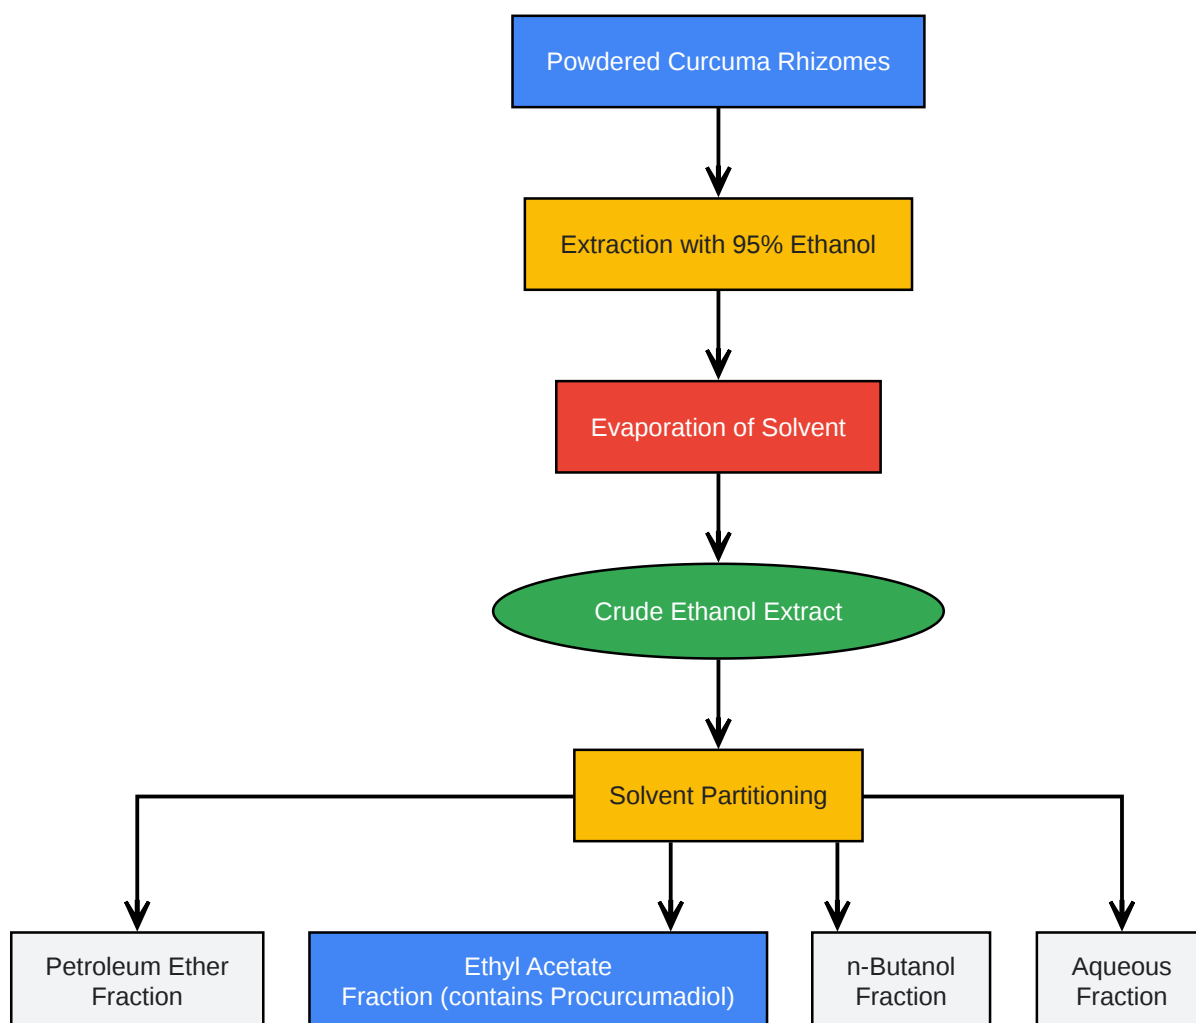 Powdered Curcuma Rhizomes
Extraction with 95% Ethanol
Evaporation of Solvent
Crude Ethanol Extract
Solvent Partitioning
Petroleum Ether
Fraction
Ethyl Acetate
Fraction (contains Procurcumadiol)
n-Butanol
Fraction
Aqueous
Fraction